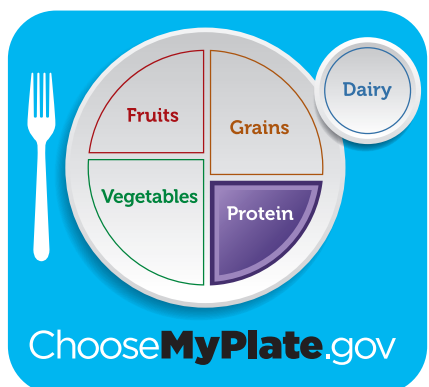 Dairy
Fruits
Grains
Vegetables
Protein
ChooseMyPlate.gov